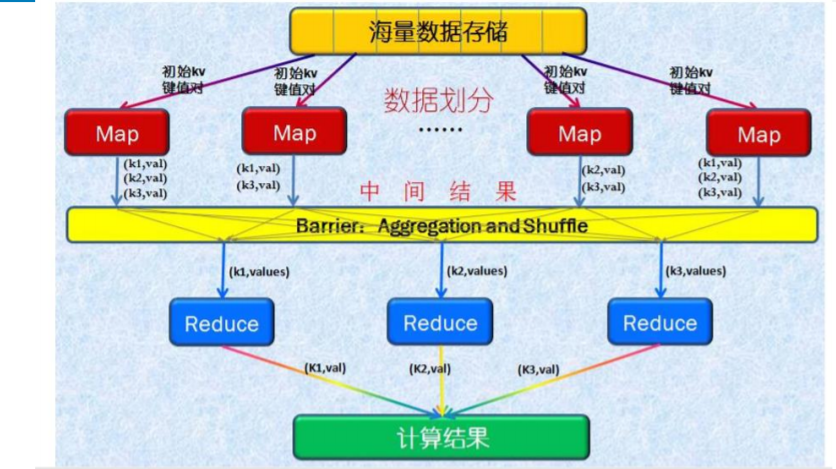 海量数据存储
初始kv
键值对
初始kv
键值对
初始kv
键值对
初始kv
键值对
数据划分
……
Map
Map
Map
Map
(k1,val)
(k2,val)
(k3,val)
(k1,val)
(k3,val)
(k2,val)
(k3,val)
(k1,val)
(k2,val)
(k3,val)
中 间 结 果
Barrier: Aggregation and Shuffle
(k1,values)
(k2,values)
(k3,values)
Reduce
Reduce
Reduce
(K1,val)
(K2,val)
(K3,val)
计算结果